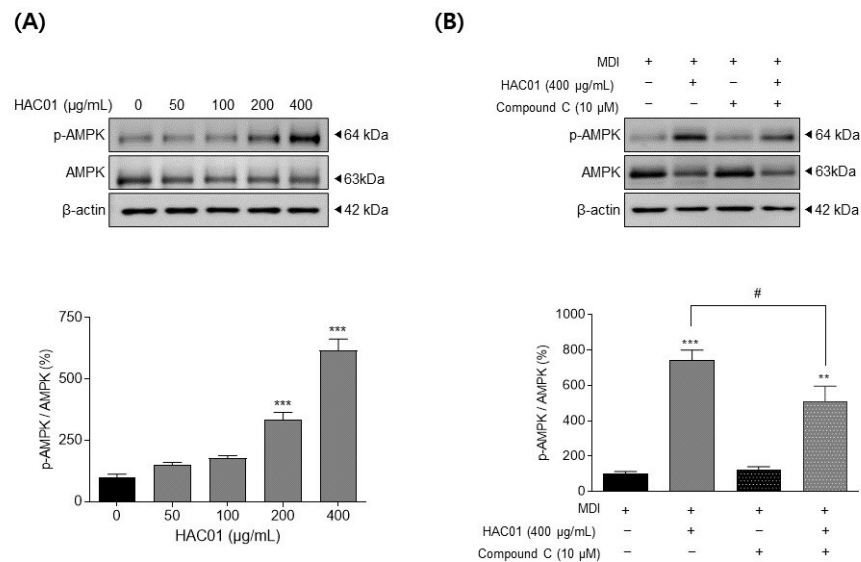 (A)
HAC01 (µg/mL) 0 50 100 200 400
p-AMPK ◄64 kDa
AMPK ◄63kDa
β-actin ◄42 kDa
p-AMPK / AMPK (%)
750
500
250
0
*** ***
0 50 100 200 400
HAC01 (µg/mL)
(B)
MDI + + + +
HAC01 (400 µg/mL) – + – +
Compound C (10 µM) – – + +
p-AMPK ◄64 kDa
AMPK ◄63kDa
β-actin ◄42 kDa
p-AMPK / AMPK (%)
1000
800
600
400
200
0
#
*** **
MDI + + + +
HAC01 (400 µg/mL) – + – +
Compound C (10 µM) – – + +